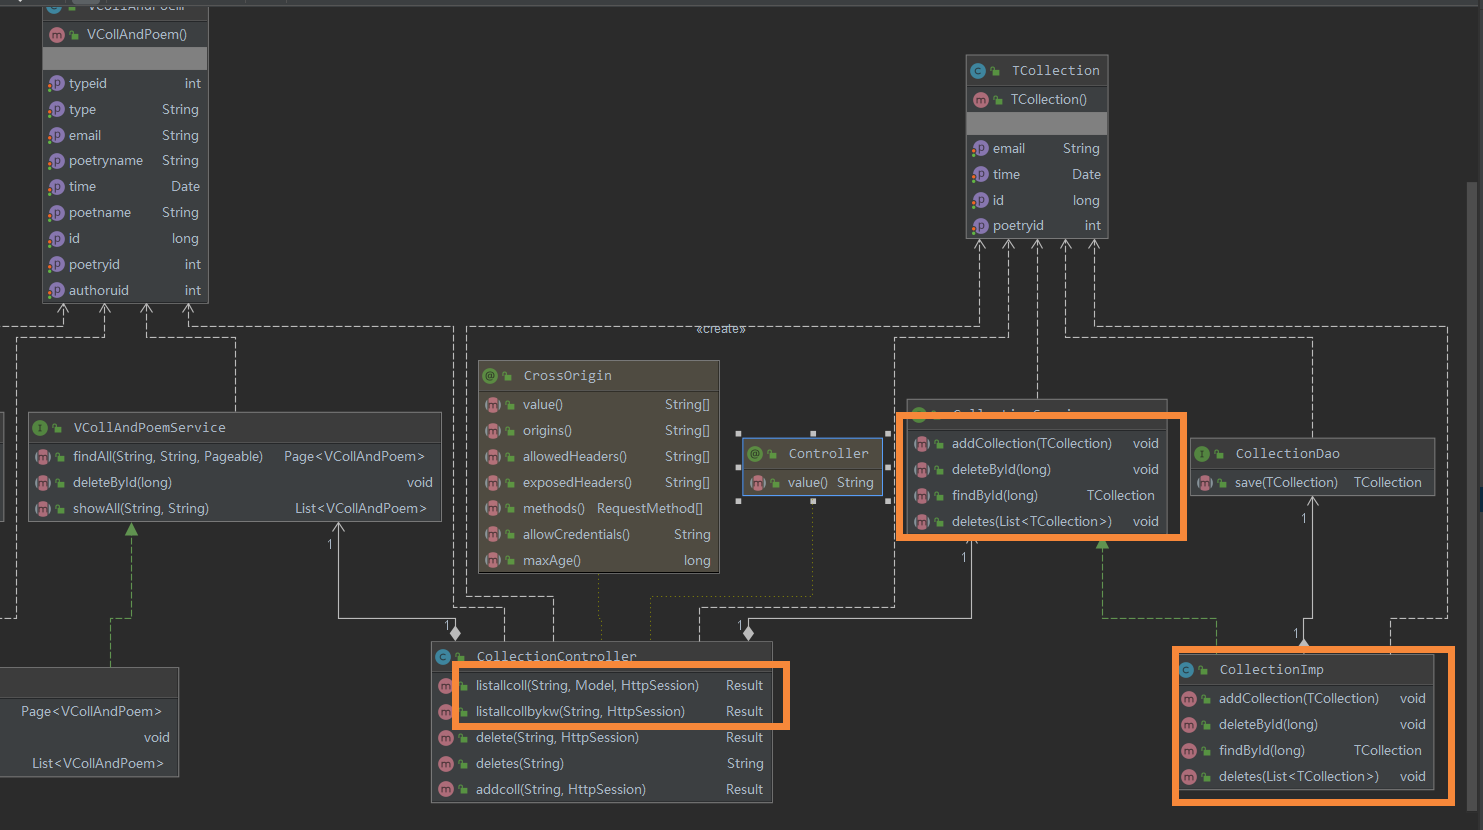 VCollAndPoem
VCollAndPoem()
typeid int
type String
email String
poetryname String
time Date
poetname String
id long
poetryid int
authoruid int
TCollection
TCollection()
email String
time Date
id long
poetryid int
«create»
CrossOrigin
value() String[]
origins() String[]
allowedHeaders() String[]
exposedHeaders() String[]
methods() RequestMethod[]
allowCredentials() String
maxAge() long
VCollAndPoemService
findAll(String, String, Pageable) Page<VCollAndPoem>
deleteById(long) void
showAll(String, String) List<VCollAndPoem>
Controller
value() String
CollectionService
addCollection(TCollection) void
deleteById(long) void
findById(long) TCollection
deletes(List<TCollection>) void
CollectionDao
save(TCollection) TCollection
1
1
1
1
1
1
CollectionController
listallcoll(String, Model, HttpSession) Result
listallcollbykw(String, HttpSession) Result
delete(String, HttpSession) Result
deletes(String) String
addcoll(String, HttpSession) Result
CollectionImp
addCollection(TCollection) void
deleteById(long) void
findById(long) TCollection
deletes(List<TCollection>) void
Page<VCollAndPoem>
void
List<VCollAndPoem>